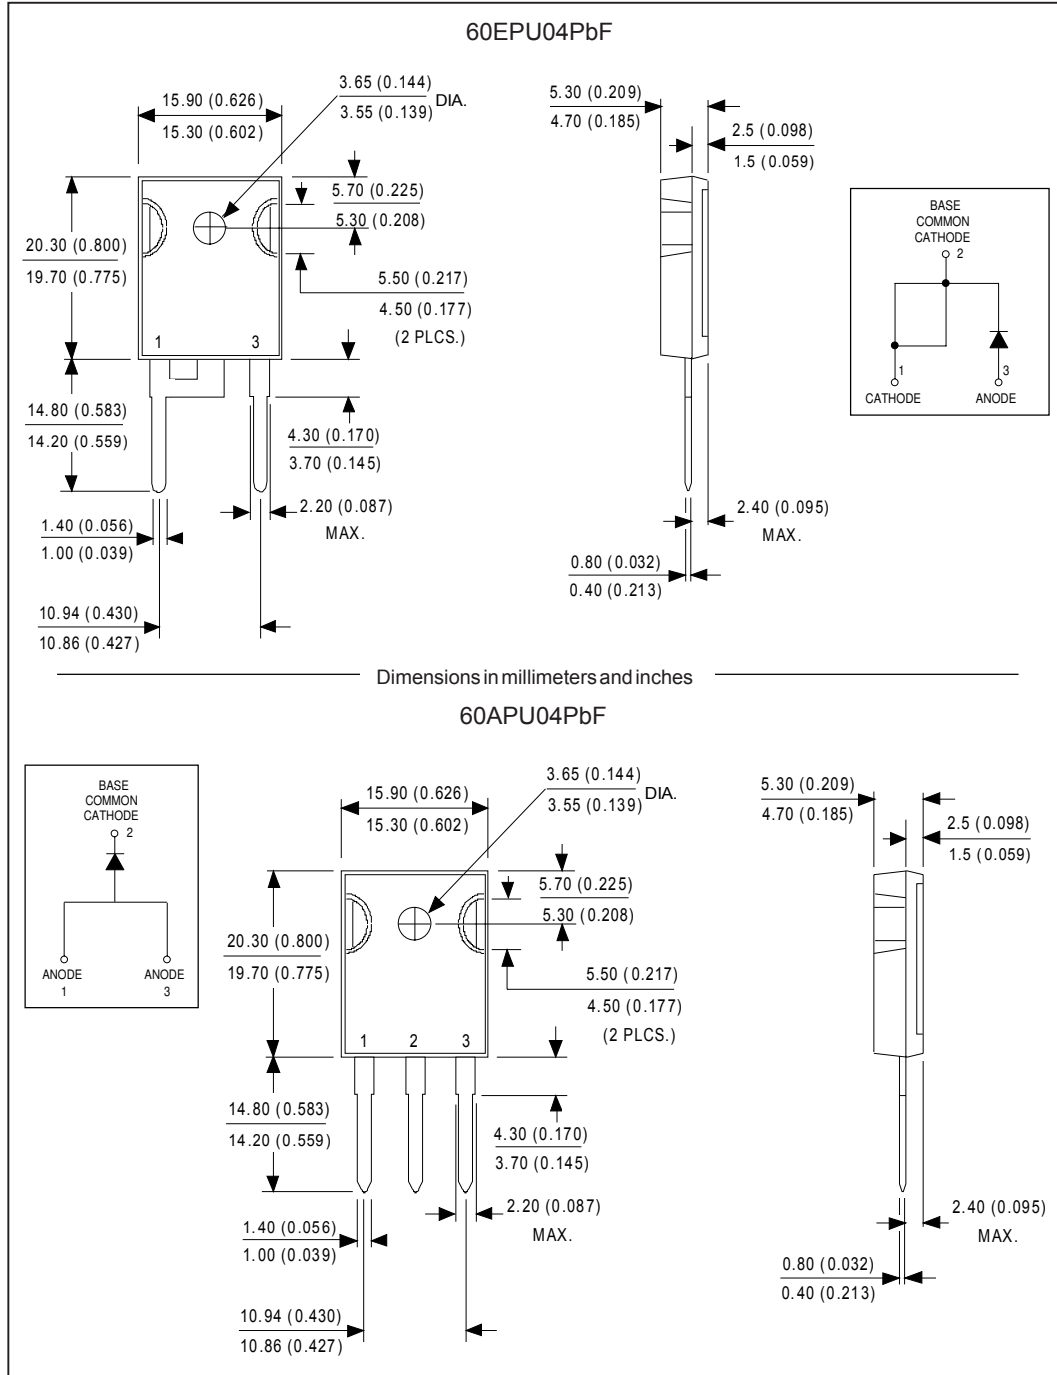 60EPU04PbF
3.65 (0.144)
3.55 (0.139)
DIA.
15.90 (0.626)
15.30 (0.602)
5.30 (0.209)
4.70 (0.185)
2.5 (0.098)
1.5 (0.059)
5.70 (0.225)
5.30 (0.208)
20.30 (0.800)
19.70 (0.775)
5.50 (0.217)
4.50 (0.177)
(2 PLCS.)
1 3
BASE
COMMON
CATHODE
2
1 3
CATHODE ANODE
14.80 (0.583)
14.20 (0.559)
4.30 (0.170)
3.70 (0.145)
2.20 (0.087)
MAX.
1.40 (0.056)
1.00 (0.039)
2.40 (0.095)
MAX.
0.80 (0.032)
0.40 (0.213)
10.94 (0.430)
10.86 (0.427)
Dimensions in millimeters and inches
60APU04PbF
BASE
COMMON
CATHODE
2
ANODE ANODE
1 3
3.65 (0.144)
3.55 (0.139)
DIA.
15.90 (0.626)
15.30 (0.602)
5.30 (0.209)
4.70 (0.185)
2.5 (0.098)
1.5 (0.059)
5.70 (0.225)
5.30 (0.208)
20.30 (0.800)
19.70 (0.775)
5.50 (0.217)
4.50 (0.177)
(2 PLCS.)
1 2 3
14.80 (0.583)
14.20 (0.559)
4.30 (0.170)
3.70 (0.145)
2.20 (0.087)
MAX.
1.40 (0.056)
1.00 (0.039)
2.40 (0.095)
MAX.
0.80 (0.032)
0.40 (0.213)
10.94 (0.430)
10.86 (0.427)